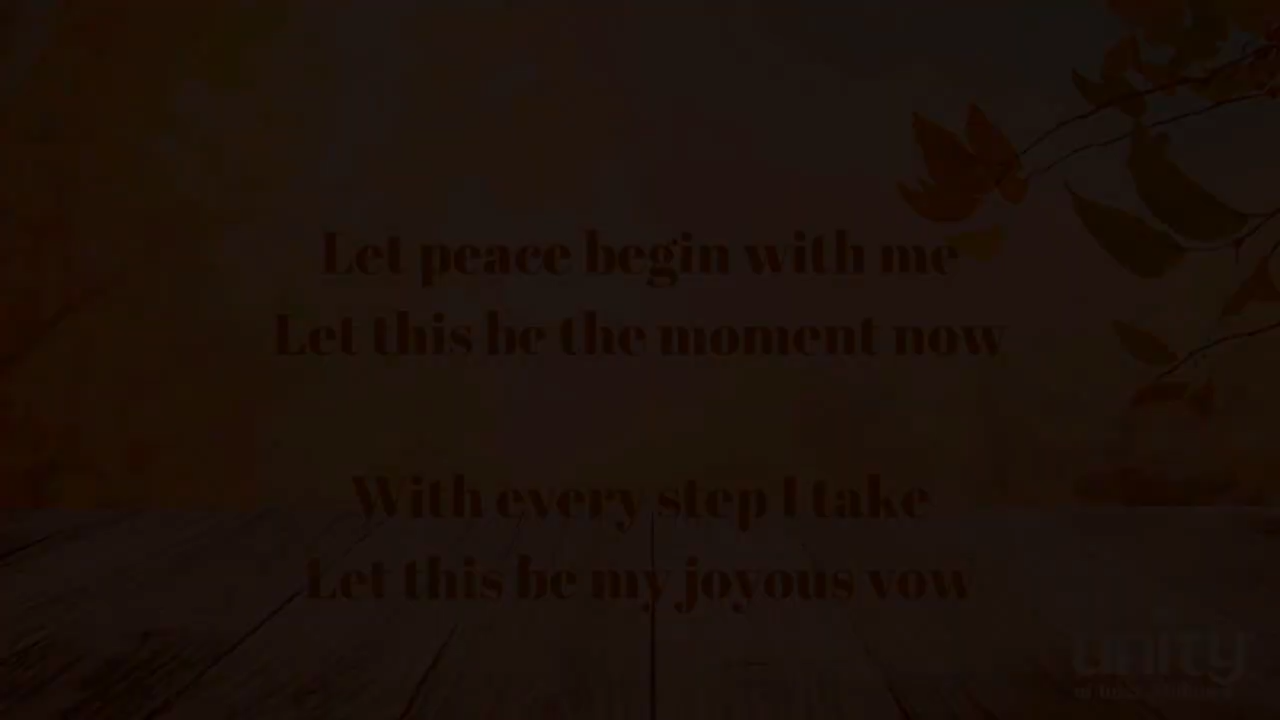 Let peace begin with me
Let this be the moment now
With every step I take
Let this be my joyous vow
unity